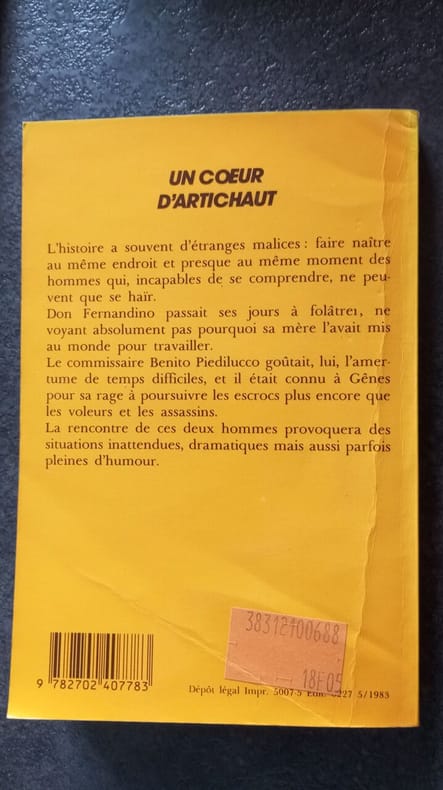 UN COEUR
D'ARTICHAUT
L'histoire a souvent d'étranges malices : faire naître
au même endroit et presque au même moment des
hommes qui, incapables de se comprendre, ne peu-
vent que se haïr.
Don Fernandino passait ses jours à folâtrer, ne
voyant absolument pas pourquoi sa mère l'avait mis
au monde pour travailler.
Le commissaire Benito Piedilucco goûtait, lui, l'amer-
tume de temps difficiles, et il était connu à Gênes
pour sa rage à poursuivre les escrocs plus encore que
les voleurs et les assassins.
La rencontre de ces deux hommes provoquera des
situations inattendues, dramatiques mais aussi parfois
pleines d'humour.
38312400688
18F05
9 782702 407783
Dépôt légal Impr. 5007-5 Edit. 5/1983